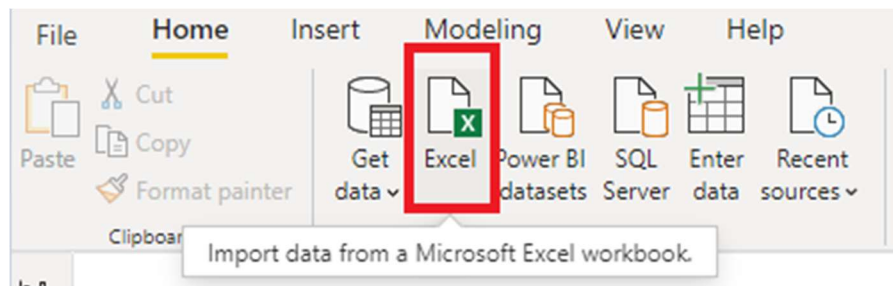 File Home Insert Modeling View Help
Cut
Copy
Format painter
Paste
Get data
Excel
Power BI datasets
SQL Server
Enter data
Recent sources
Import data from a Microsoft Excel workbook.